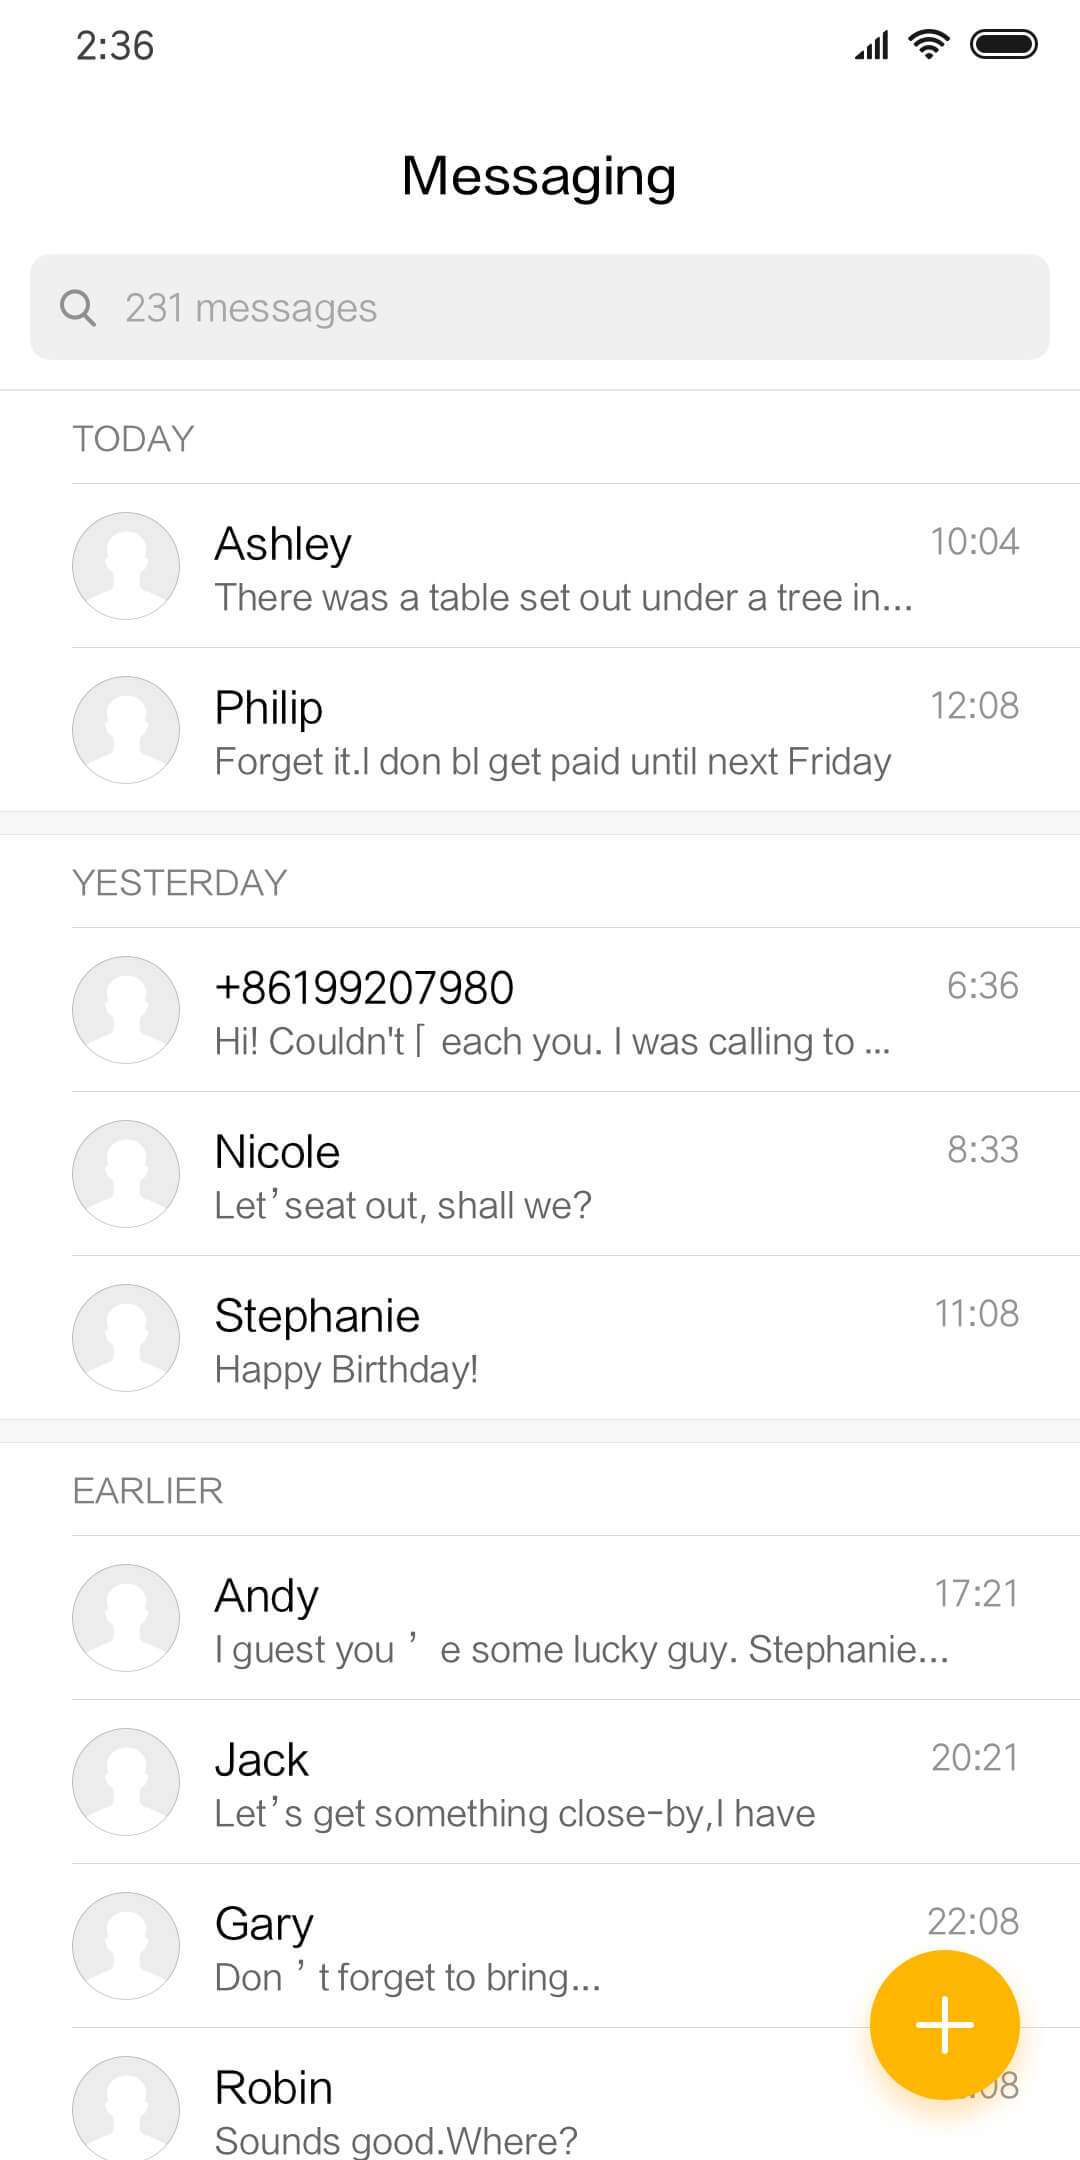 2:36
Messaging
231 messages
TODAY
Ashley
10:04
There was a table set out under a tree in...
Philip
12:08
Forget it.I don bl get paid until next Friday
YESTERDAY
+86199207980
6:36
Hi! Couldn't ⌈ each you. I was calling to ...
Nicole
8:33
Let’seat out, shall we?
Stephanie
11:08
Happy Birthday!
EARLIER
Andy
17:21
I guest you ’ e some lucky guy. Stephanie...
Jack
20:21
Let’s get something close-by,I have
Gary
22:08
Don ’ t forget to bring...
Robin
Sounds good.Where?